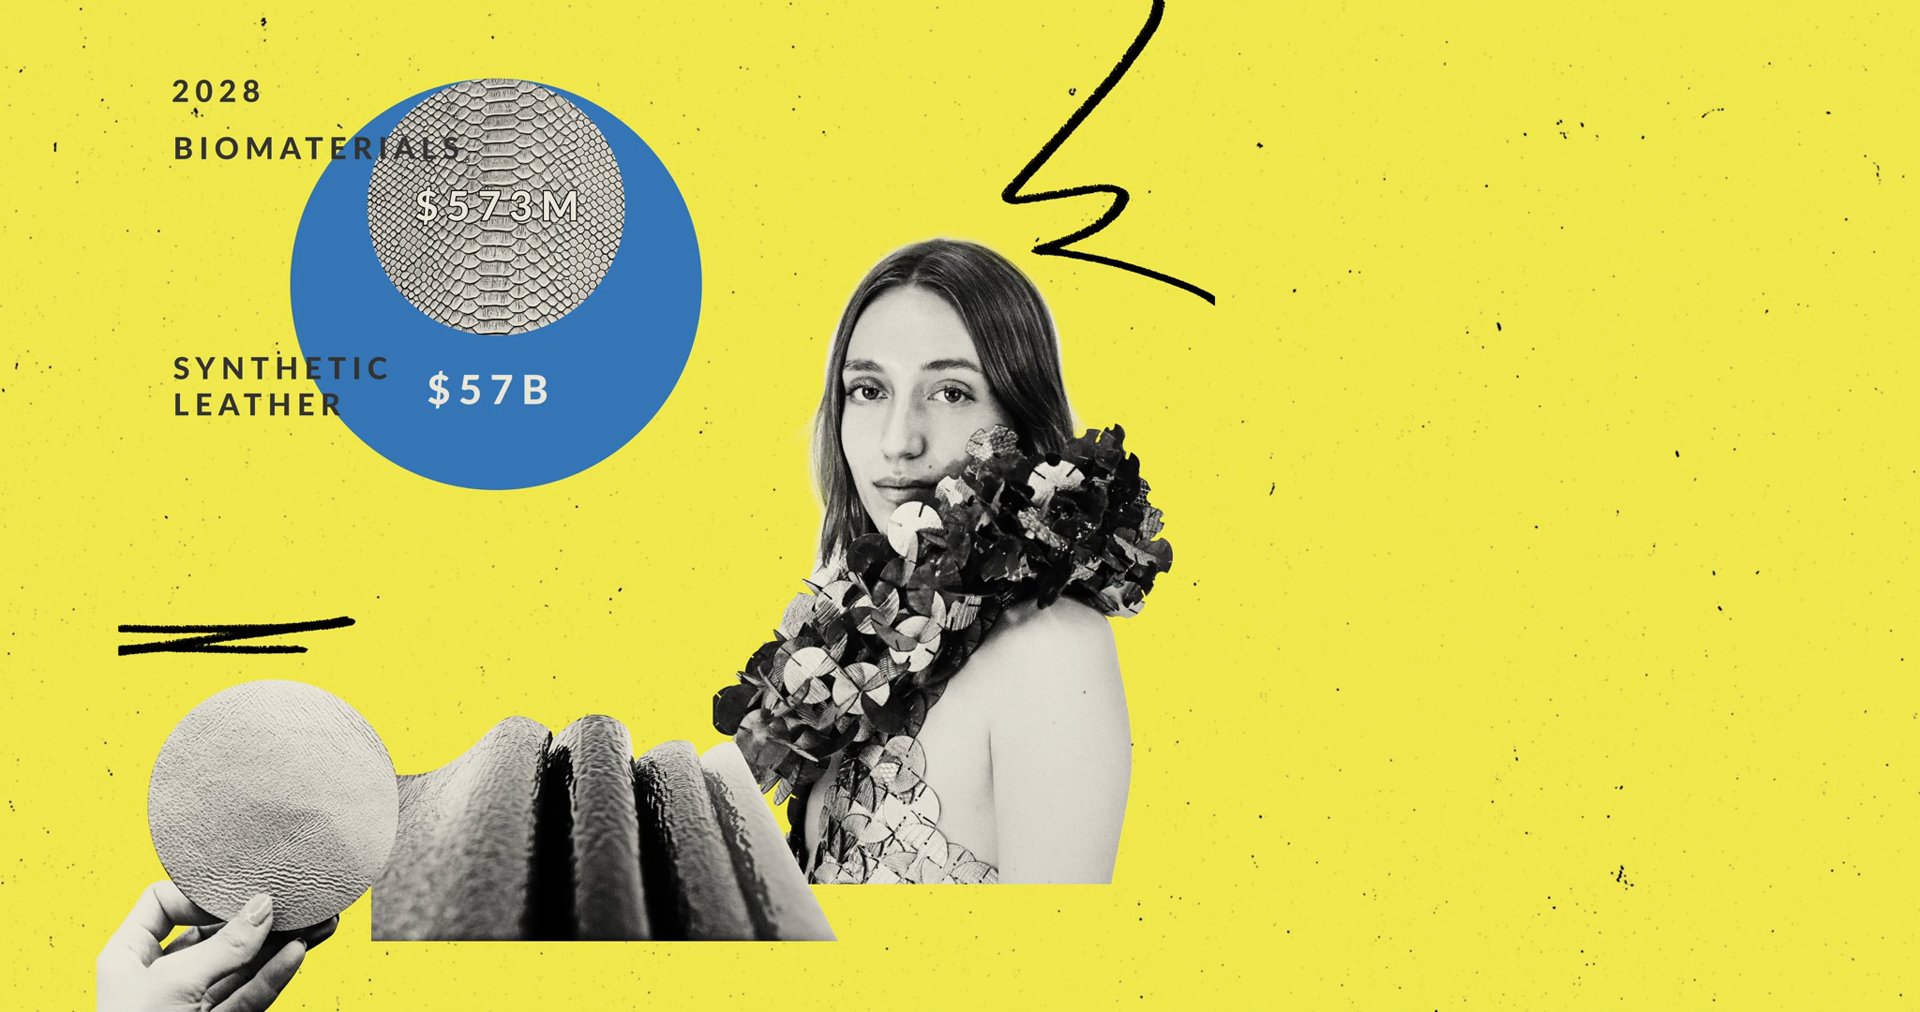 2028
BIOMATERIALS
$573M
SYNTHETIC
LEATHER
$57B